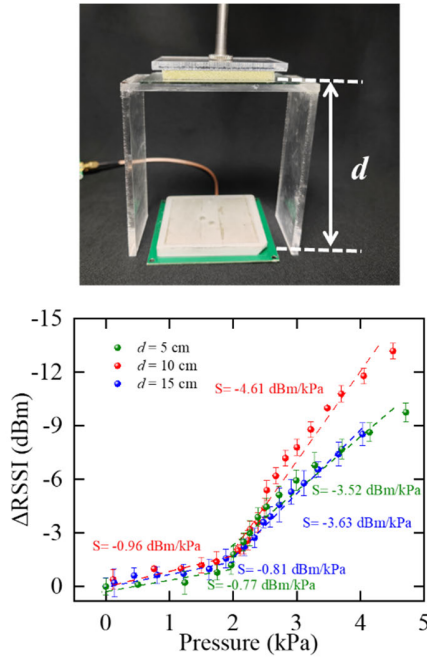 d
-15
-12
-9
-6
-3
0
ΔRSSI (dBm)
d = 5 cm
d = 10 cm
d = 15 cm
S= -4.61 dBm/kPa
S= -3.52 dBm/kPa
S= -3.63 dBm/kPa
S= -0.96 dBm/kPa
S= -0.81 dBm/kPa
S= -0.77 dBm/kPa
0 1 2 3 4 5
Pressure (kPa)